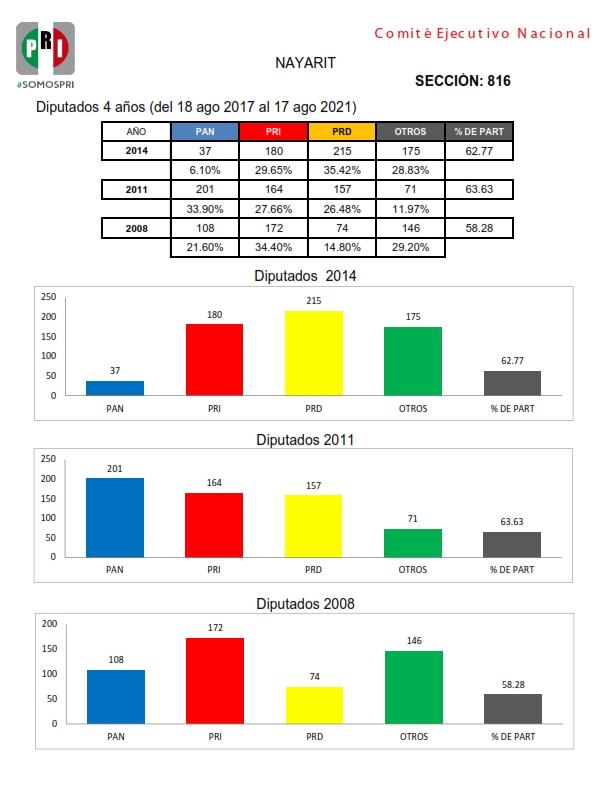 Comité Ejecutivo Nacional
PRI
#SOMOSPRI
NAYARIT
SECCIÓN: 816
Diputados 4 años (del 18 ago 2017 al 17 ago 2021)
AÑO PAN PRI PRD OTROS % DE PART
2014 37 180 215 175 62.77
6.10% 29.65% 35.42% 28.83%
2011 201 164 157 71 63.63
33.90% 27.66% 26.48% 11.97%
2008 108 172 74 146 58.28
21.60% 34.40% 14.80% 29.20%
Diputados 2014
250
200
150
100
50
0
37 180 215 175 62.77
PAN PRI PRD OTROS % DE PART
Diputados 2011
250
200
150
100
50
0
201 164 157 71 63.63
PAN PRI PRD OTROS % DE PART
Diputados 2008
200
150
100
50
0
108 172 74 146 58.28
PAN PRI PRD OTROS % DE PART